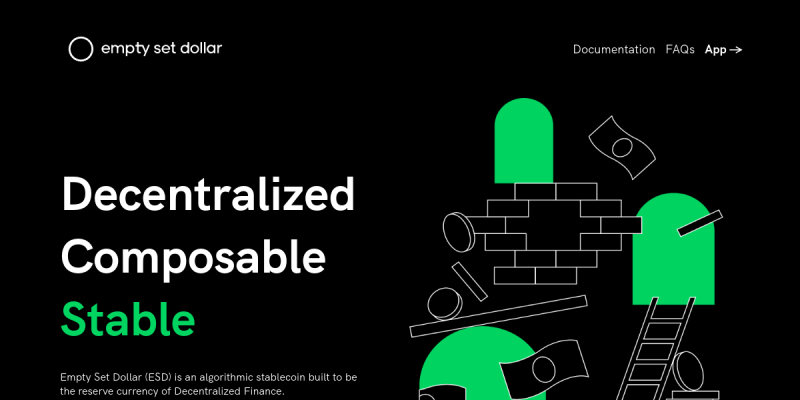 empty set dollar
Documentation FAQs App →
Decentralized
Composable
Stable
Empty Set Dollar (ESD) is an algorithmic stablecoin built to be
the reserve currency of Decentralized Finance.